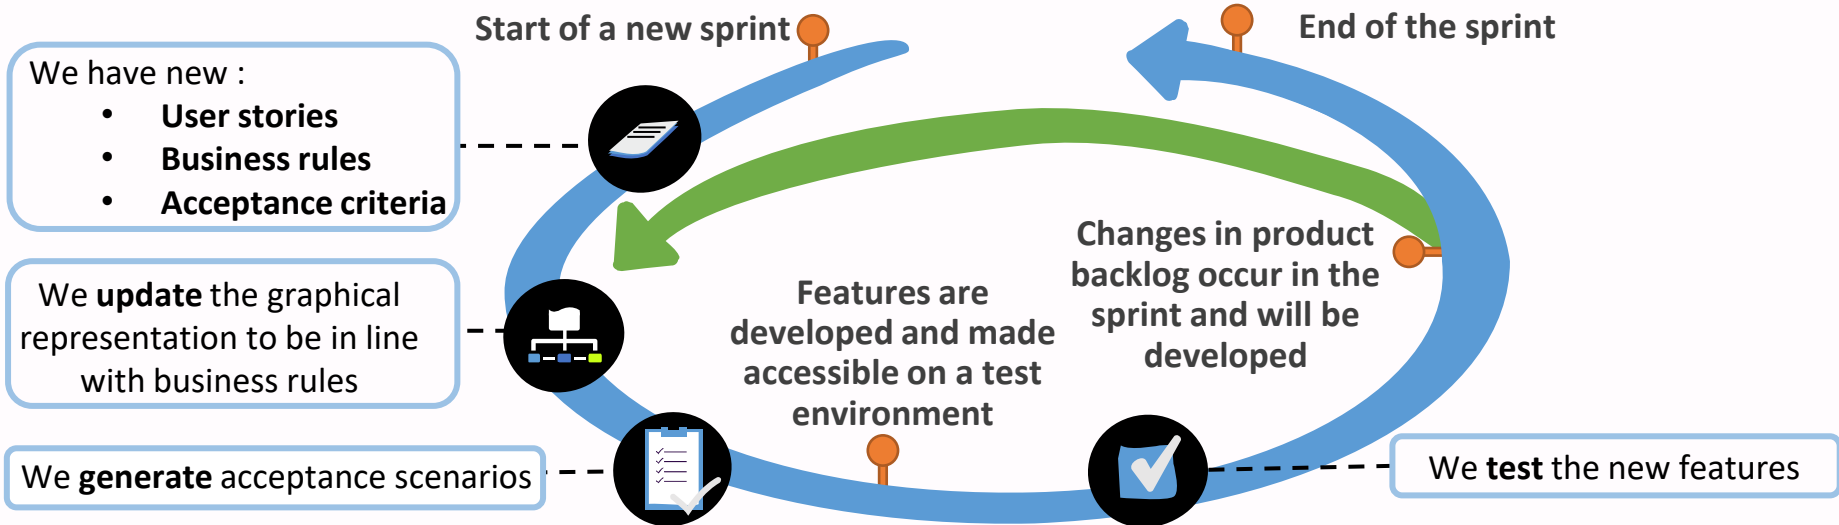 Start of a new sprint
End of the sprint
We have new :
• User stories
• Business rules
• Acceptance criteria
We update the graphical
representation to be in line
with business rules
We generate acceptance scenarios
Features are
developed and made
accessible on a test
environment
Changes in product
backlog occur in the
sprint and will be
developed
We test the new features